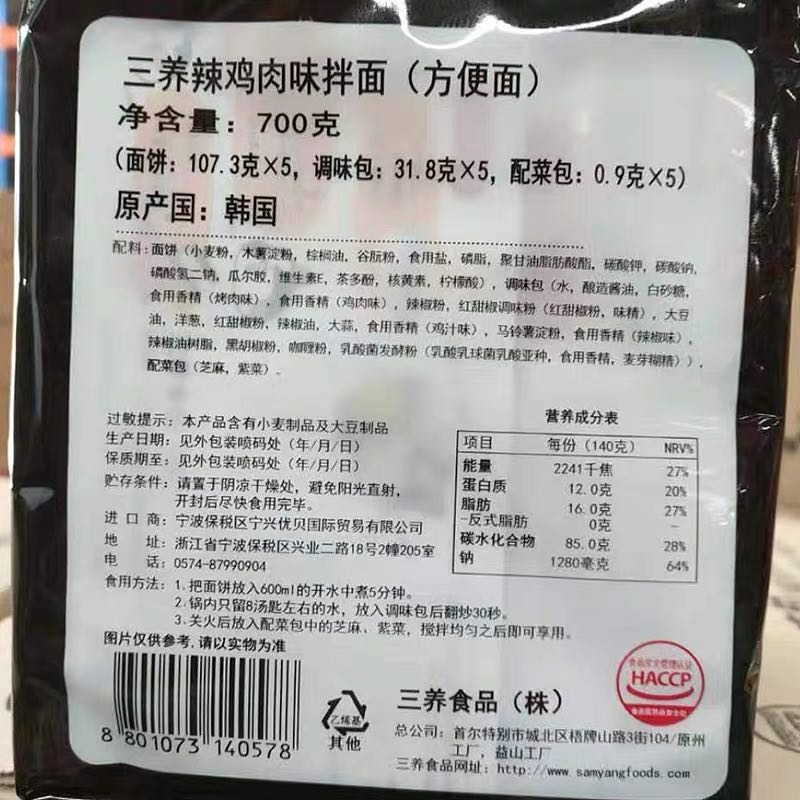 三养辣鸡肉味拌面（方便面）
净含量：700克
（面饼：107.3克×5，调味包：31.8克×5，配菜包：0.9克×5）
原产国：韩国
配料：面饼（小麦粉，木薯淀粉，棕榈油，谷朊粉，食用盐，磷脂，聚甘油脂肪酸酯，碳酸钾，碳酸钠，
磷酸氢二钠，瓜尔胶，维生素E，茶多酚，核黄素，柠檬酸），调味包（水，酿造酱油，白砂糖，
食用香精（烤肉味），食用香精（鸡肉味），辣椒粉，红甜椒调味粉（红甜椒粉，味精），大豆
油，洋葱，红甜椒粉，辣椒油，大蒜，食用香精（鸡汁味），马铃薯淀粉，食用香精（辣椒味），
辣椒油树脂，黑胡椒粉，咖喱粉，乳酸菌发酵粉（乳酸乳球菌乳酸亚种，食用香精，麦芽糊精）），
配菜包（芝麻，紫菜）.
过敏提示：本产品含有小麦制品及大豆制品
生产日期：见外包装喷码处（年/月/日）
保质期至：见外包装喷码处（年/月/日）
贮存条件：请置于阴凉干燥处，避免阳光直射，
开封后尽快食用完毕。
进 口 商：宁波保税区宁兴优贝国际贸易有限公司
地 址：浙江省宁波保税区兴业二路18号2幢205室
电 话：0574-87990904
营养成分表
项目 每份（140克） NRV%
能量 2241千焦 27%
蛋白质 12.0克 20%
脂肪 16.0克 27%
-反式脂肪 0克 -
碳水化合物 85.0克 28%
钠 1280毫克 64%
食用方法：1.把面饼放入600ml的开水中煮5分钟。
2.锅内只留8汤匙左右的水，放入调味包后翻炒30秒。
3.关火后放入配菜包中的芝麻、紫菜，搅拌均匀之后即可享用。
图片仅供参考，请以实物为准
8 801073 140578
乙烯基
其他
三养食品（株）
总公司：首尔特别市城北区梧牌山路3街104/原州
工厂，益山工厂
三养食品网址：http://www.samyangfoods.com
HACCP